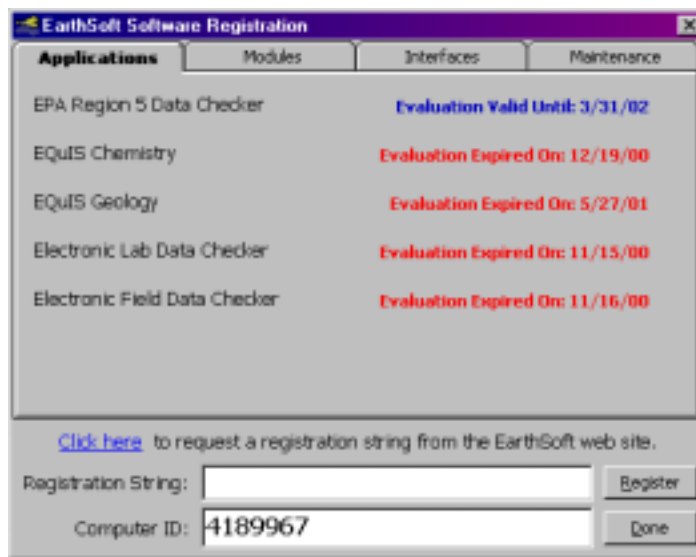 EarthSoft Software Registration
Applications Modules Interfaces Maintenance
EPA Region 5 Data Checker Evaluation Valid Until: 3/31/02
EQuIS Chemistry Evaluation Expired On: 12/19/00
EQuIS Geology Evaluation Expired On: 5/27/01
Electronic Lab Data Checker Evaluation Expired On: 11/15/00
Electronic Field Data Checker Evaluation Expired On: 11/16/00
Click here to request a registration string from the EarthSoft web site.
Registration String: Register
Computer ID: 4189967 Done